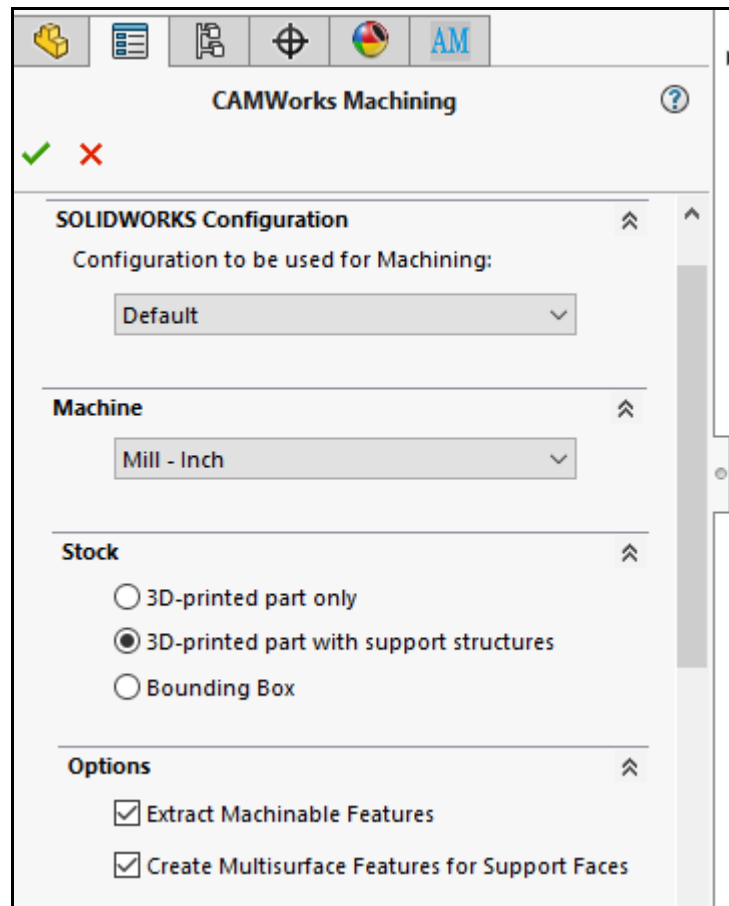 AM
CAMWorks Machining
SOLIDWORKS Configuration
Configuration to be used for Machining:
Default
Machine
Mill - Inch
Stock
3D-printed part only
3D-printed part with support structures
Bounding Box
Options
Extract Machinable Features
Create Multisurface Features for Support Faces